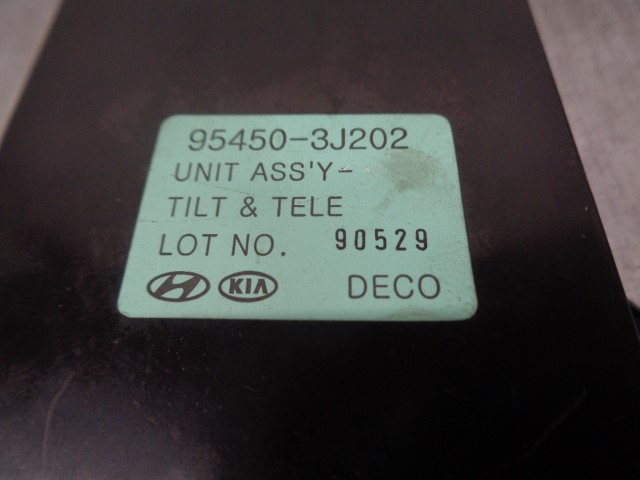 95450-3J202
UNIT ASS'Y-
TILT & TELE
LOT NO. 90529
KIA DECO